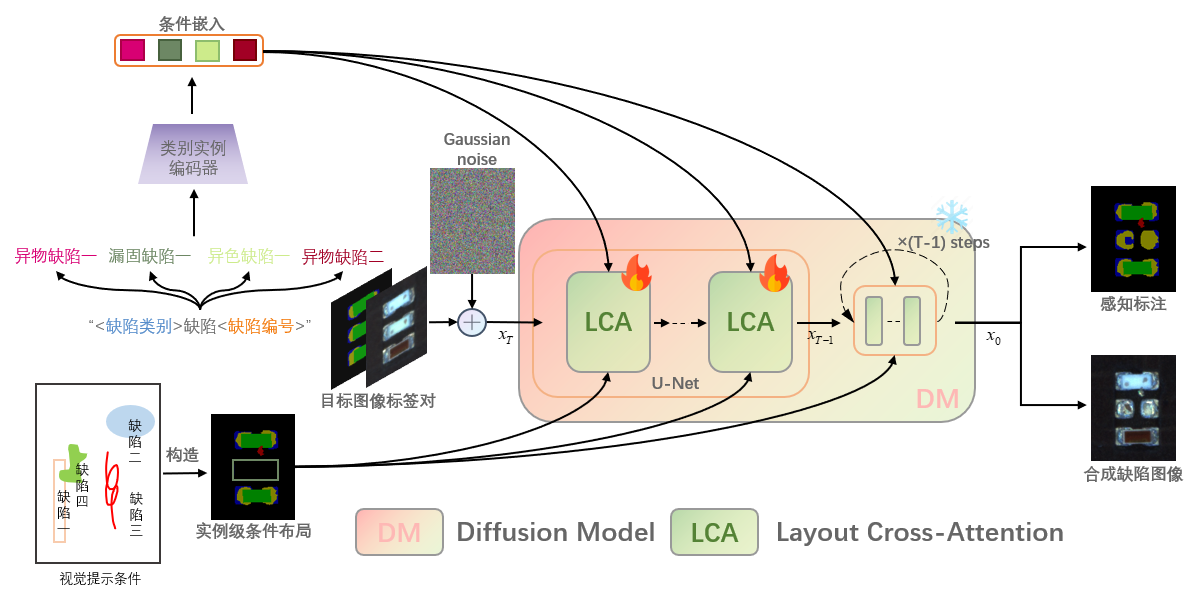 条件嵌入
类别实例
编码器
Gaussian
noise
异物缺陷一
漏固缺陷一
异色缺陷一
异物缺陷二
“<缺陷类别>缺陷<缺陷编号>”
×(T-1) steps
LCA
LCA
x_T
x_{T-1}
x_0
U-Net
DM
感知标注
目标图像标签对
缺陷二
缺陷四
缺陷一
缺陷三
视觉提示条件
构造
实例级条件布局
合成缺陷图像
DM
Diffusion Model
LCA
Layout Cross-Attention